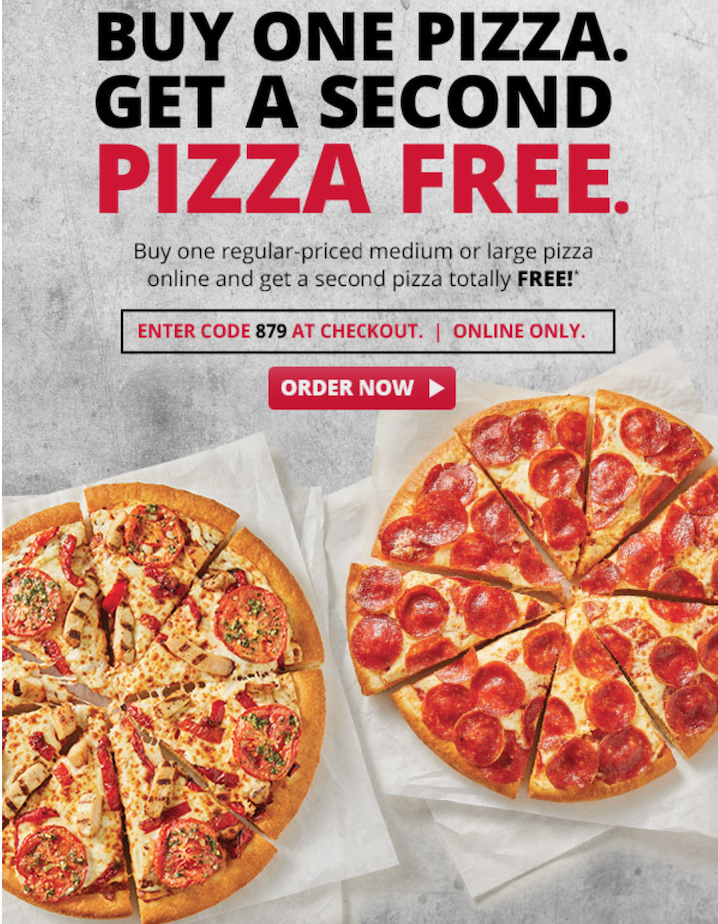 BUY ONE PIZZA.
GET A SECOND
PIZZA FREE.
Buy one regular-priced medium or large pizza
online and get a second pizza totally FREE!*
ENTER CODE 879 AT CHECKOUT. | ONLINE ONLY.
ORDER NOW